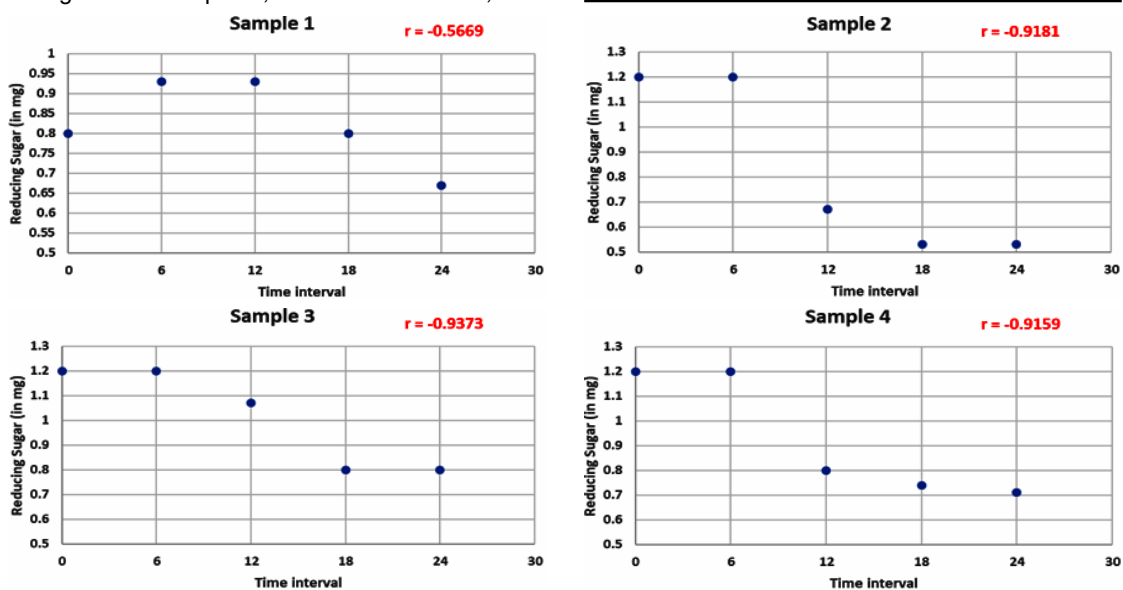 Sample 1
r = -0.5669
Reducing Sugar (in mg)
1
0.95
0.9
0.85
0.8
0.75
0.7
0.65
0.6
0.55
0.5
0 6 12 18 24 30
Time interval
Sample 2
r = -0.9181
Reducing Sugar (in mg)
1.3
1.2
1.1
1
0.9
0.8
0.7
0.6
0.5
0 6 12 18 24 30
Time interval
Sample 3
r = -0.9373
Reducing Sugar (in mg)
1.3
1.2
1.1
1
0.9
0.8
0.7
0.6
0.5
0 6 12 18 24 30
Time interval
Sample 4
r = -0.9159
Reducing Sugar (in mg)
1.3
1.2
1.1
1
0.9
0.8
0.7
0.6
0.5
0 6 12 18 24 30
Time interval